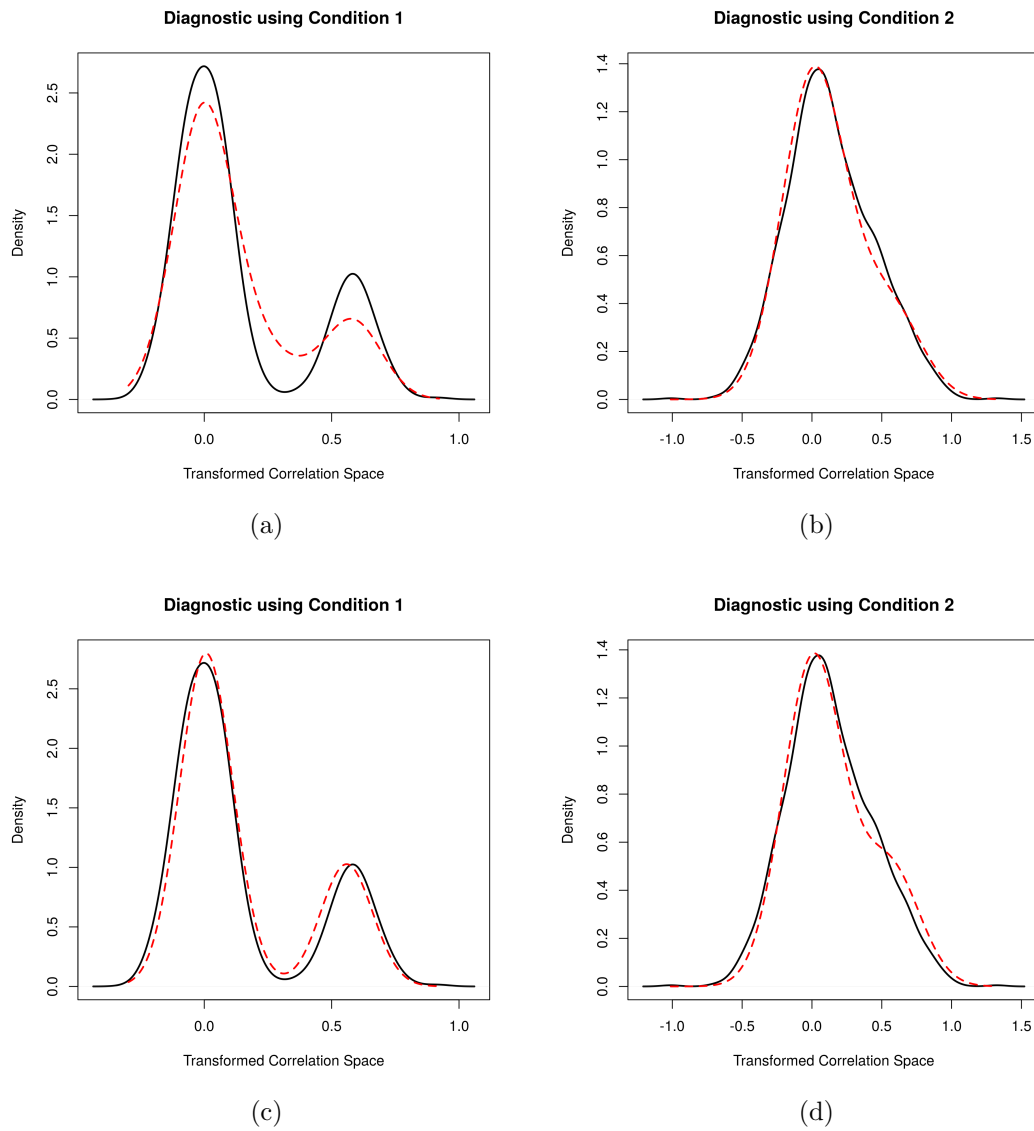 Diagnostic using Condition 1
Density
0.0 0.5 1.0 1.5 2.0 2.5
0.0 0.5 1.0
Transformed Correlation Space
(a)
Diagnostic using Condition 2
Density
0.0 0.2 0.4 0.6 0.8 1.0 1.2 1.4
-1.0 -0.5 0.0 0.5 1.0 1.5
Transformed Correlation Space
(b)
Diagnostic using Condition 1
Density
0.0 0.5 1.0 1.5 2.0 2.5
0.0 0.5 1.0
Transformed Correlation Space
(c)
Diagnostic using Condition 2
Density
0.0 0.2 0.4 0.6 0.8 1.0 1.2 1.4
-1.0 -0.5 0.0 0.5 1.0 1.5
Transformed Correlation Space
(d)